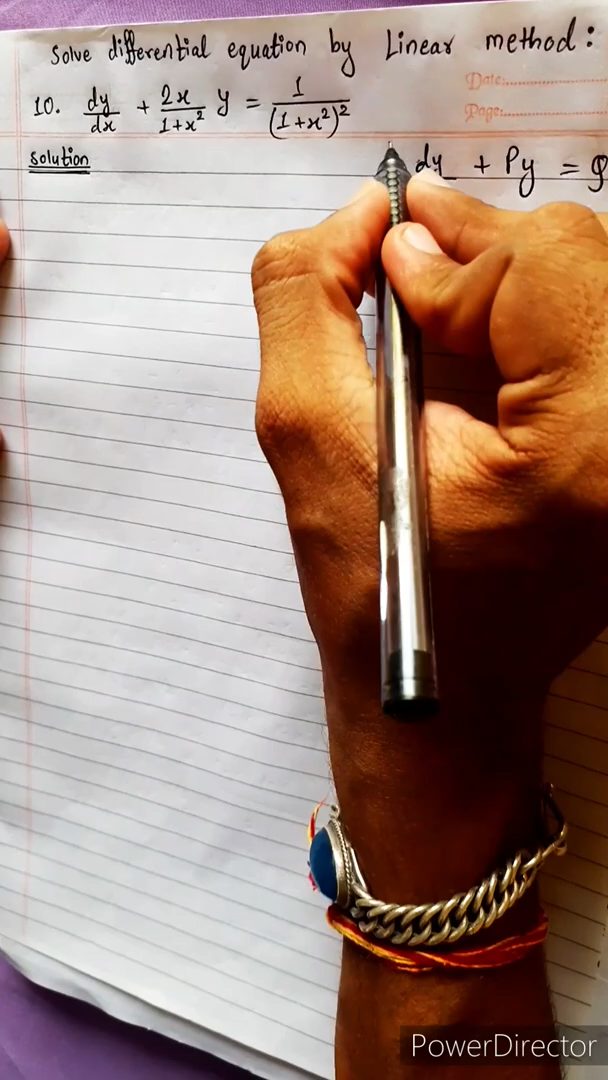 Solve differential equation by Linear method:
Date:
10. dy/dx + 2x/(1+x²) y = 1/(1+x²)²
Page:
solution
dy + Py = Q
PowerDirector